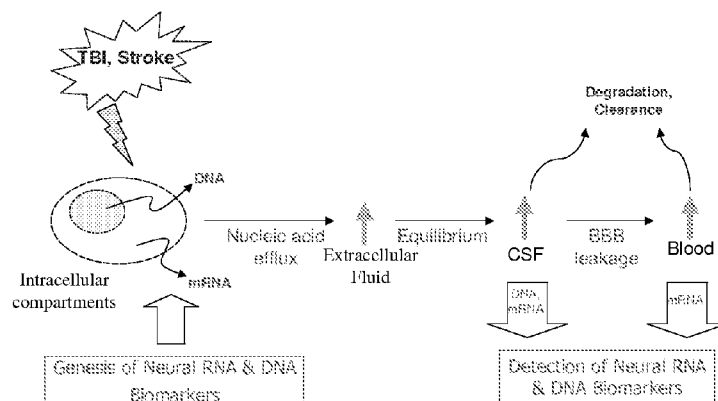 TBI, Stroke
Degradation,
Clearance
DNA
mRNA
Intracellular
compartments
Nucleic acid
efflux
Extracellular
Fluid
Equilibrium
CSF
BBB
leakage
Blood
DNA,
mRNA
mRNA
Genesis of Neural RNA & DNA
Biomarkers
Detection of Neural RNA
& DNA Biomarkers